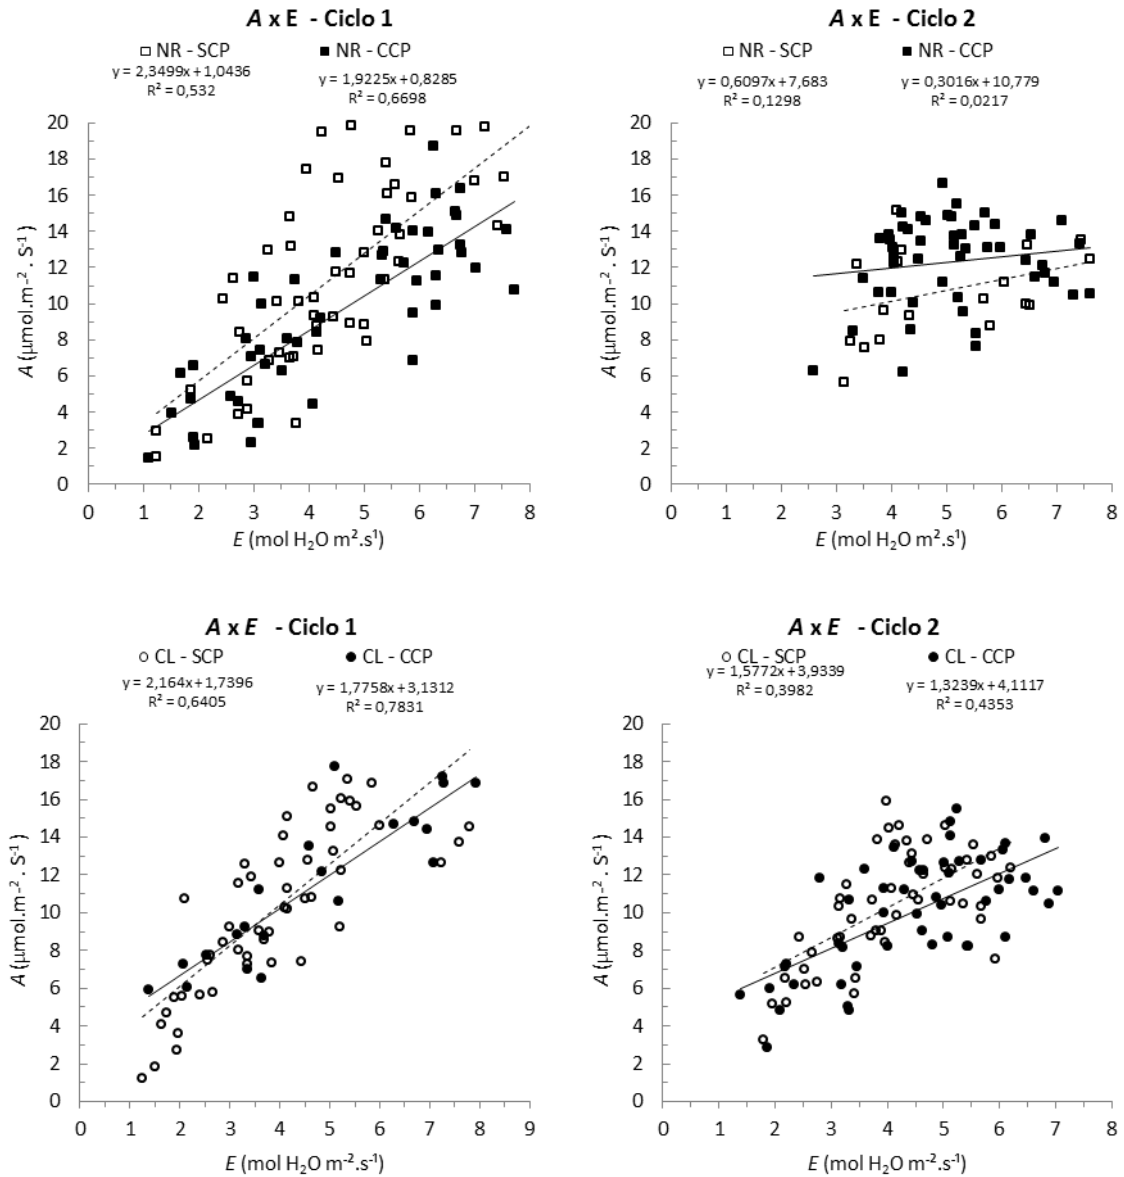 A x E - Ciclo 1
NR - SCP NR - CCP
y = 2,3499x + 1,0436 y = 1,9225x + 0,8285
R² = 0,532 R² = 0,6698
20
18
16
14
12
10
8
6
4
2
0
A (µmol.m⁻² . S⁻¹)
0 1 2 3 4 5 6 7 8
E (mol H₂O m².s¹)
A x E - Ciclo 2
NR - SCP NR - CCP
y = 0,6097x + 7,683 y = 0,3016x + 10,779
R² = 0,1298 R² = 0,0217
20
18
16
14
12
10
8
6
4
2
0
A (µmol.m⁻² . S⁻¹)
0 1 2 3 4 5 6 7 8
E (mol H₂O m².s¹)
A x E - Ciclo 1
CL - SCP CL - CCP
y = 2,164x + 1,7396 y = 1,7758x + 3,1312
R² = 0,6405 R² = 0,7831
20
18
16
14
12
10
8
6
4
2
0
A (µmol.m⁻² . S⁻¹)
0 1 2 3 4 5 6 7 8 9
E (mol H₂O m⁻².s¹)
A x E - Ciclo 2
CL - SCP CL - CCP
y = 1,5772x + 3,9339 y = 1,3239x + 4,1117
R² = 0,3982 R² = 0,4353
20
18
16
14
12
10
8
6
4
2
0
A (µmol.m⁻² . S⁻¹)
0 1 2 3 4 5 6 7 8
E (mol H₂O m⁻².s¹)